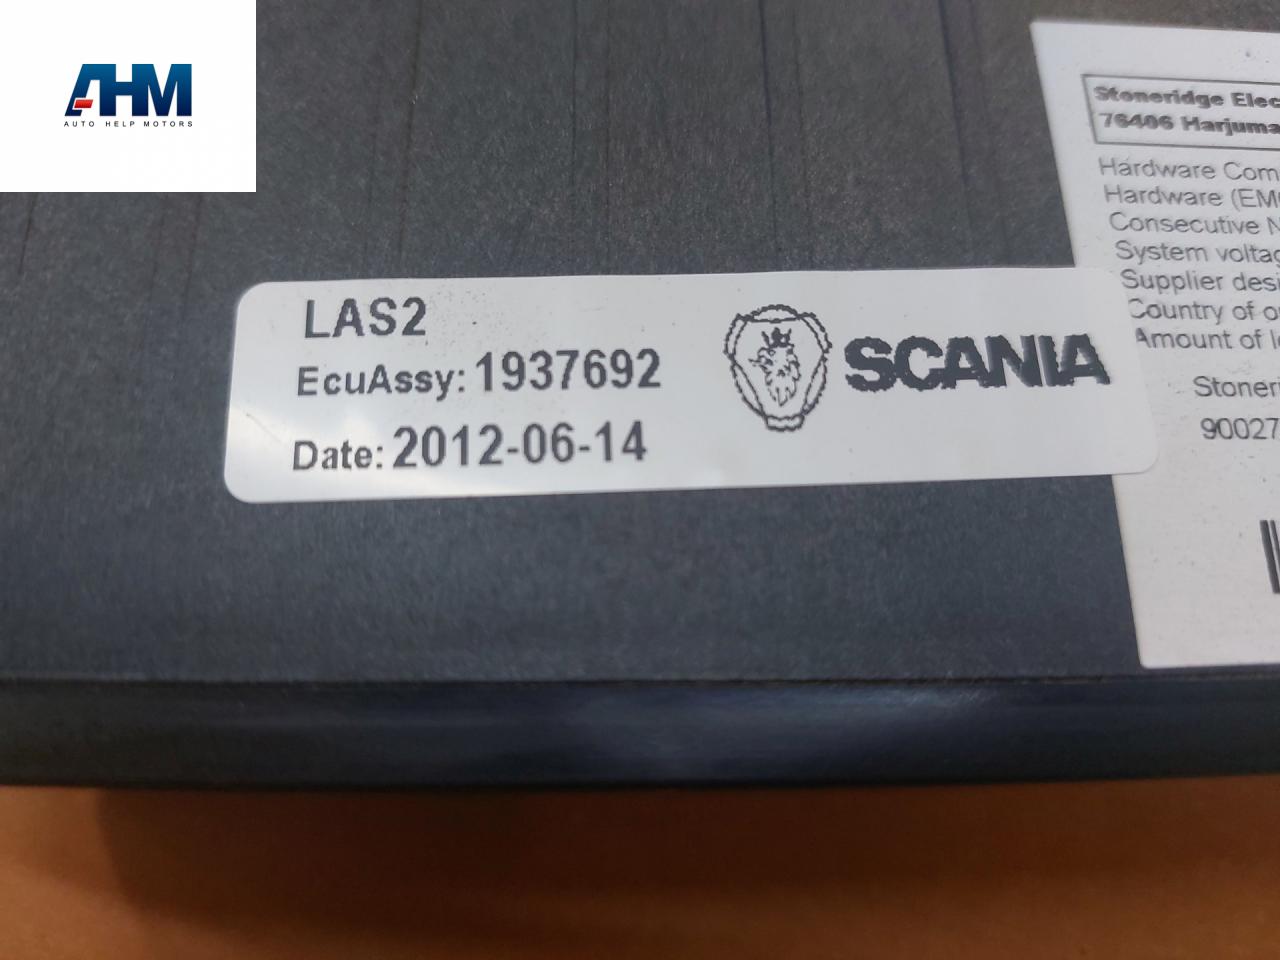 AHM
AUTO HELP MOTORS
LAS2
EcuAssy: 1937692
Date: 2012-06-14
SCANIA
Stoneridge Elec
76406 Harjuma
Hardware Com
Hardware (EM
Consecutive N
System voltag
Supplier desi
Country of o
Amount of l
Stoneri
90027